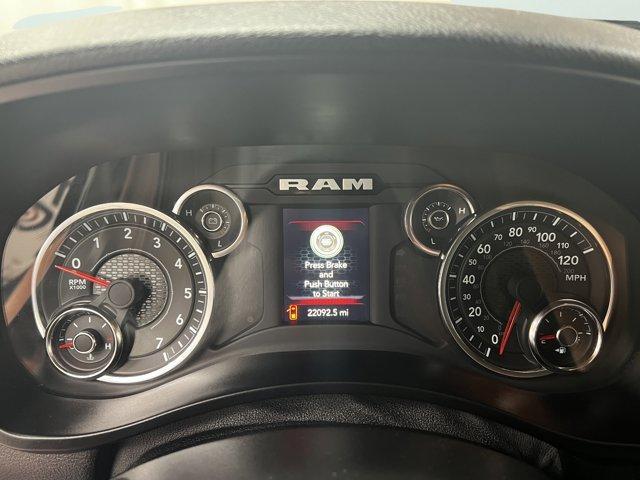 RAM
Press Brake
and
Push Button
to Start
22092.5 mi
0 1 2 3 4 5 6 7
RPM
X1000
H
L
H
L
H
0 10 20 30 40 50 60 70 80 90 100 110 120
MPH
200